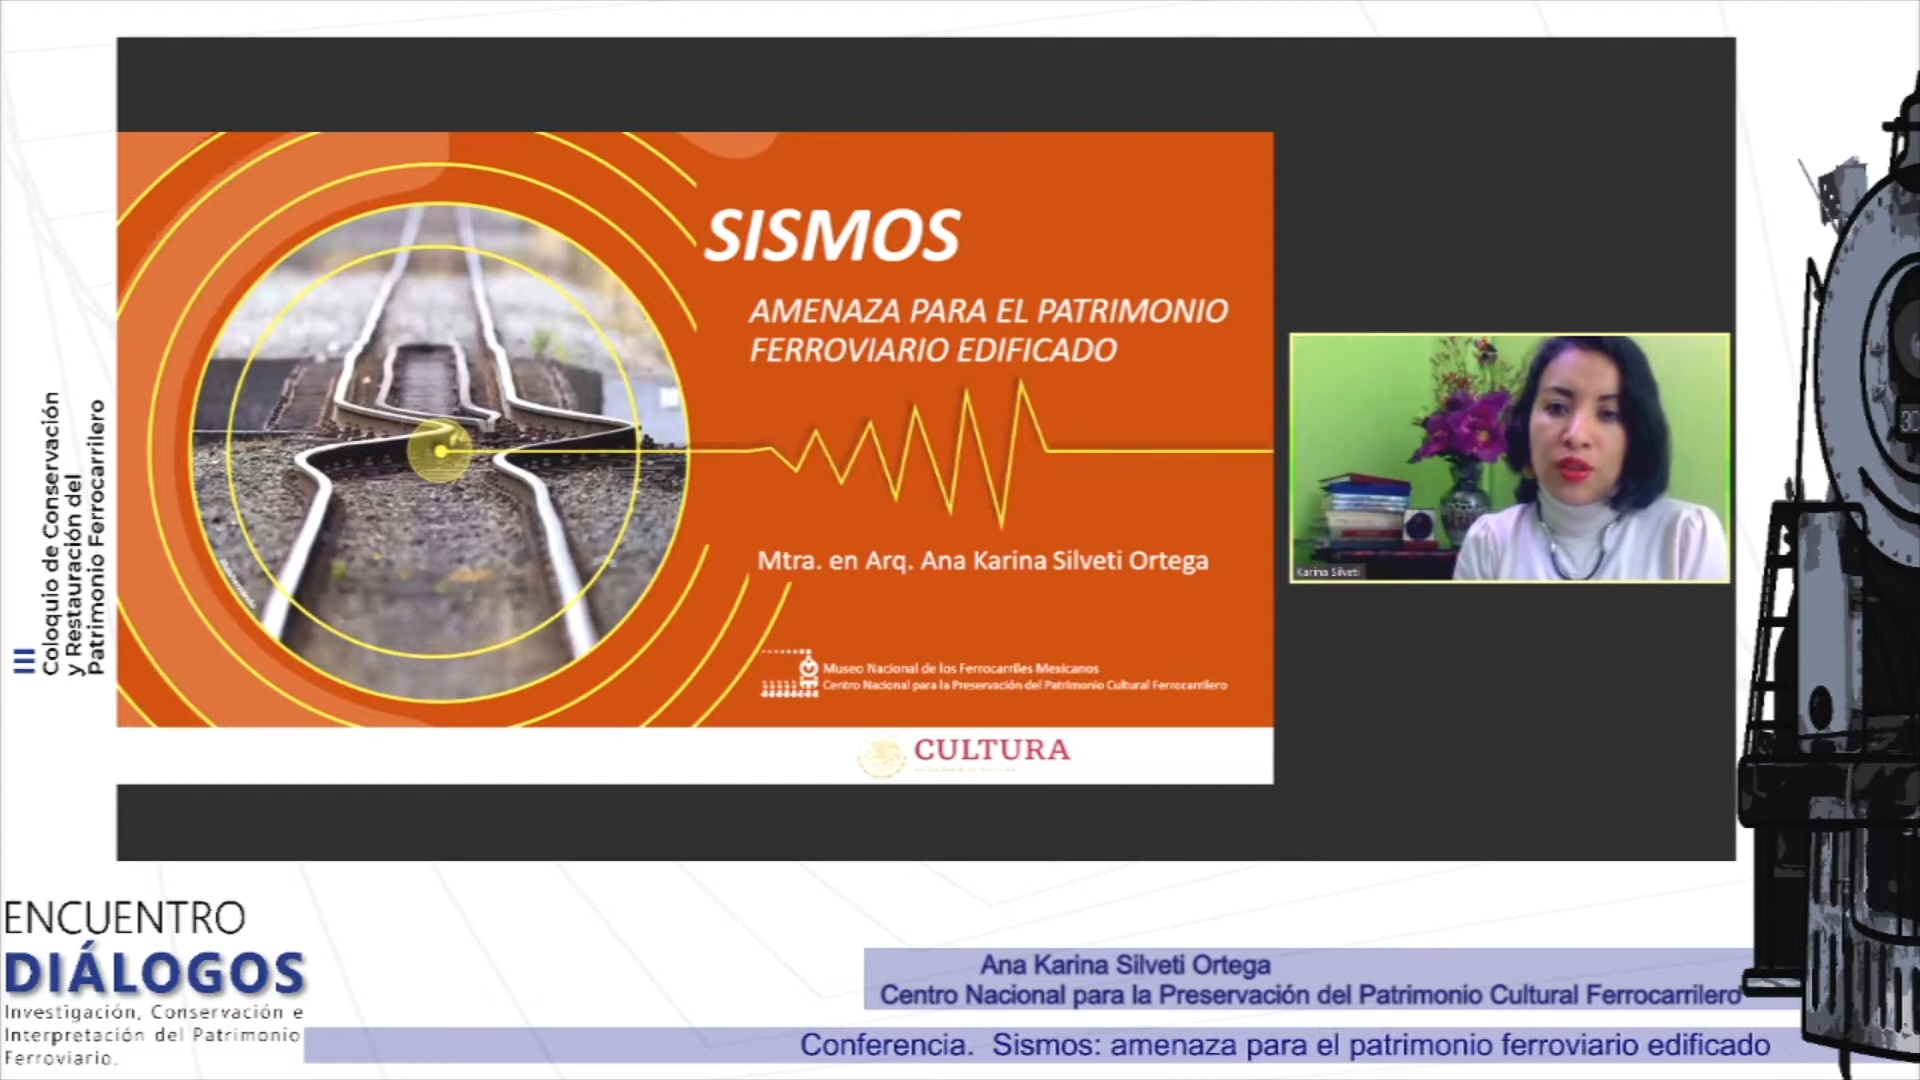 SISMOS
AMENAZA PARA EL PATRIMONIO
FERROVIARIO EDIFICADO
Mtra. en Arq. Ana Karina Silveti Ortega
Museo Nacional de los Ferrocarriles Mexicanos
Centro Nacional para la Preservación del Patrimonio Cultural Ferrocarrilero
CULTURA
Karina Silveti
III
Coloquio de Conservación
y Restauración del
Patrimonio Ferrocarrilero
ENCUENTRO
DIÁLOGOS
Investigación, Conservación e
Interpretación del Patrimonio
Ferroviario.
Ana Karina Silveti Ortega
Centro Nacional para la Preservación del Patrimonio Cultural Ferrocarrilero
Conferencia. Sismos: amenaza para el patrimonio ferroviario edificado